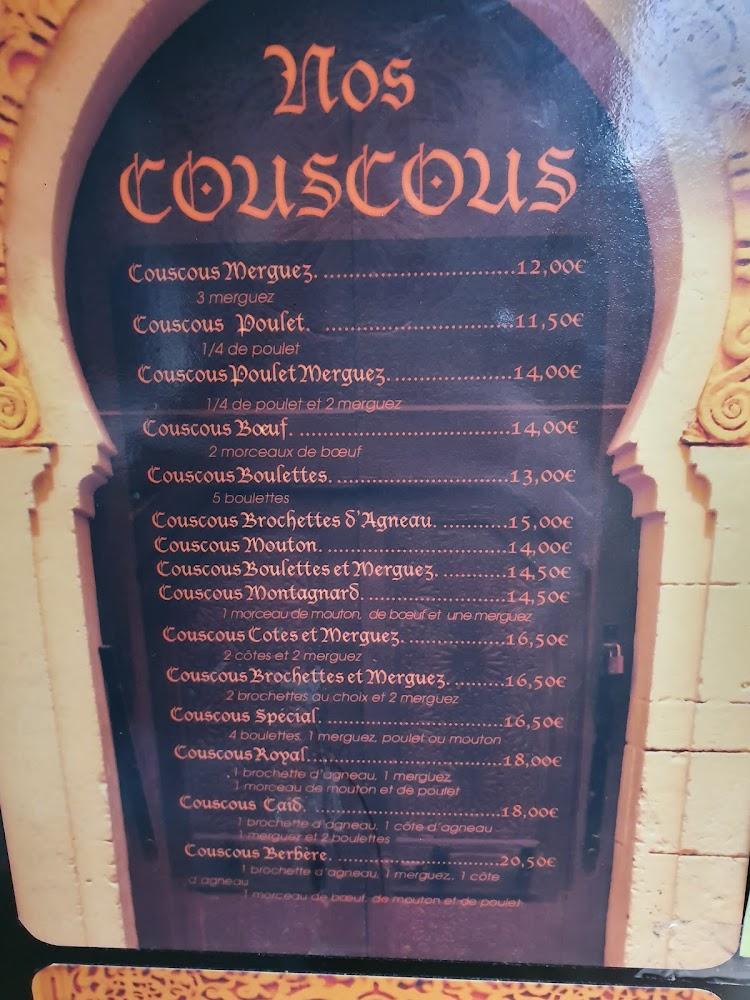 Nos
COUSCOUS
Couscous Merguez. ..................................12,00€
3 merguez
Couscous Poulet. ..................................11,50€
1/4 de poulet
Couscous Poulet Merguez. ......................14,00€
1/4 de poulet et 2 merguez
Couscous Bœuf. ......................................14,00€
2 morceaux de bœuf
Couscous Boulettes. ................................13,00€
5 boulettes
Couscous Brochettes d'Agneau. ............15,00€
Couscous Mouton. ..................................14,00€
Couscous Boulettes et Merguez. ............14,50€
Couscous Montagnard. ..........................14,50€
1 morceau de mouton, de bœuf et une merguez
Couscous Cotes et Merguez. ..................16,50€
2 côtes et 2 merguez
Couscous Brochettes et Merguez. ..........16,50€
2 brochettes au choix et 2 merguez
Couscous Special. ..................................16,50€
4 boulettes, 1 merguez, poulet ou mouton
Couscous Royal. ....................................18,00€
1 brochette d'agneau, 1 merguez
1 morceau de mouton et de poulet
Couscous Caid. ......................................18,00€
1 brochette d'agneau, 1 côte d'agneau
1 merguez et 2 boulettes
Couscous Berbère. ................................20,50€
1 brochette d'agneau, 1 merguez,. 1 côte
d'agneau
1 morceau de bœuf, de mouton et de poulet